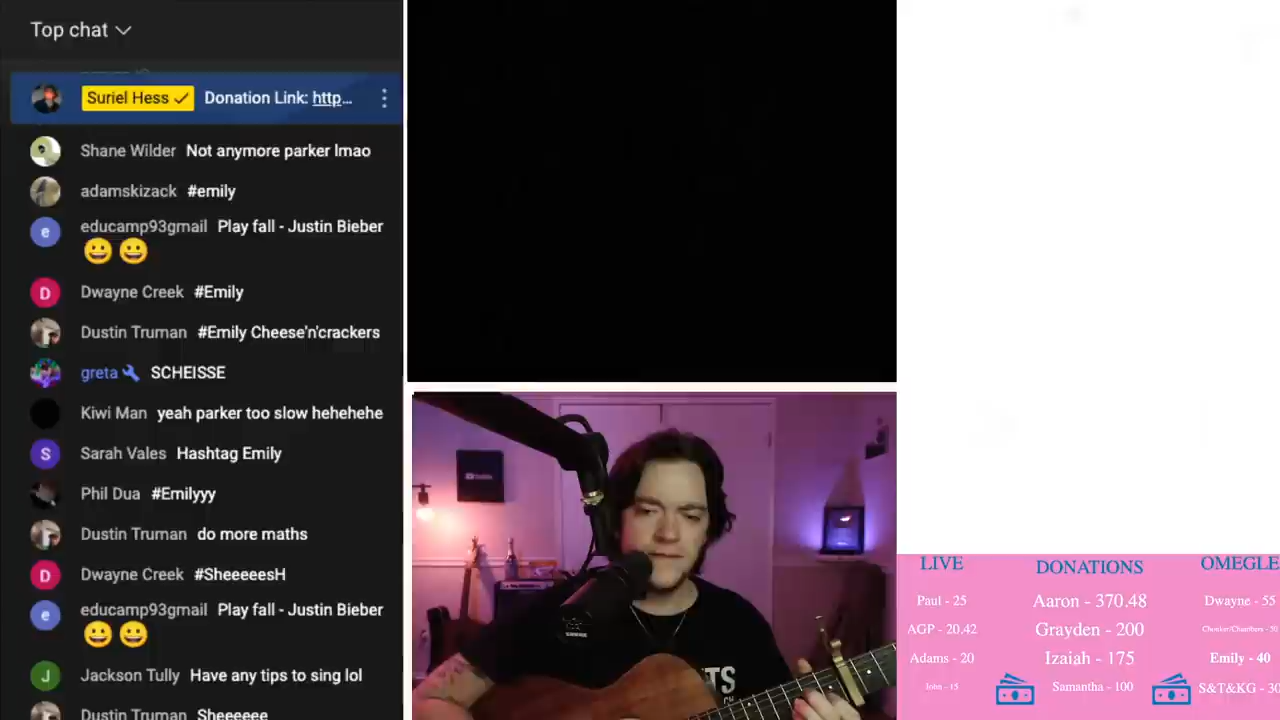 Top chat
Suriel Hess Donation Link: http...
Shane Wilder Not anymore parker lmao
adamskizack #emily
educamp93gmail Play fall - Justin Bieber
Dwayne Creek #Emily
Dustin Truman #Emily Cheese'n'crackers
greta SCHEISSE
Kiwi Man yeah parker too slow hehehehe
Sarah Vales Hashtag Emily
Phil Dua #Emilyyy
Dustin Truman do more maths
Dwayne Creek #SheeeeesH
educamp93gmail Play fall - Justin Bieber
Jackson Tully Have any tips to sing lol
Dustin Truman Sheeeeee
LIVE
Paul - 25
AGP - 20.42
Adams - 20
John - 15
DONATIONS
Aaron - 370.48
Grayden - 200
Izaiah - 175
Samantha - 100
OMEGLE
Dwayne - 55
Emily - 40
S&T&KG - 30